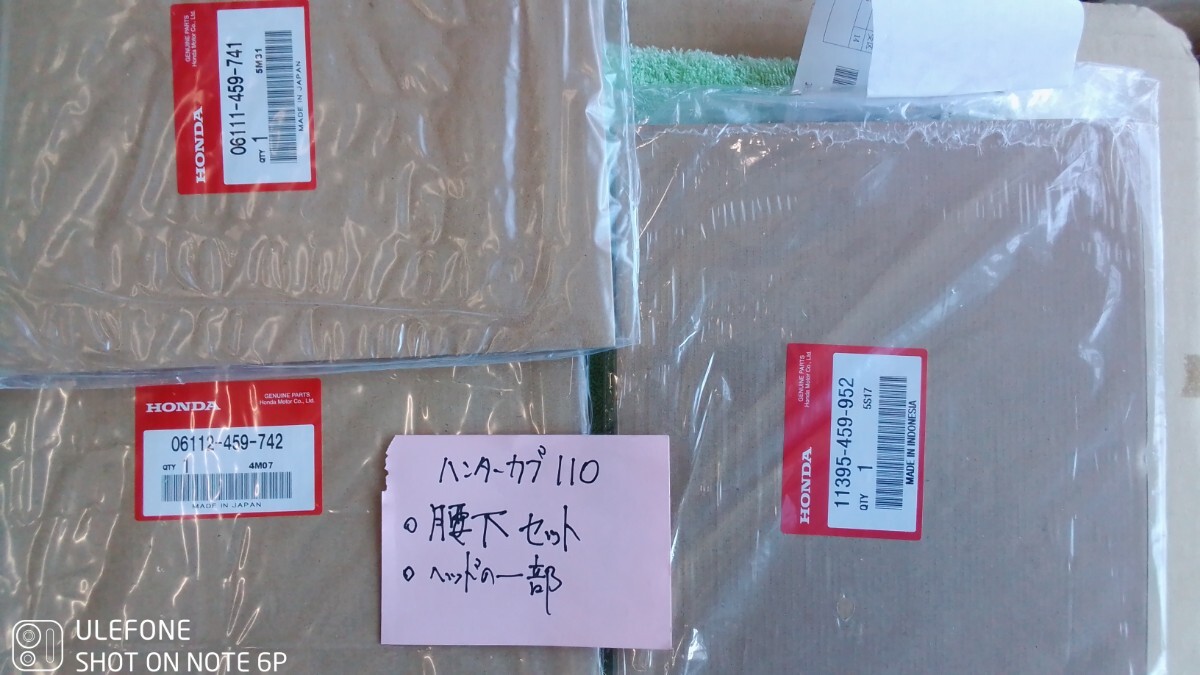 HONDA
GENUINE PARTS
Honda Motor Co., Ltd.
06111-459-741
QTY 1
5M31
MADE IN JAPAN
HONDA
GENUINE PARTS
Honda Motor Co., Ltd.
06112-459-742
QTY 1
4M07
MADE IN JAPAN
HONDA
GENUINE PARTS
Honda Motor Co., Ltd.
11395-459-952
QTY 1
5S17
MADE IN INDONESIA
ハンターカブ110
○ 腰下セット
○ ヘッドの一部
ULEFONE
SHOT ON NOTE 6P